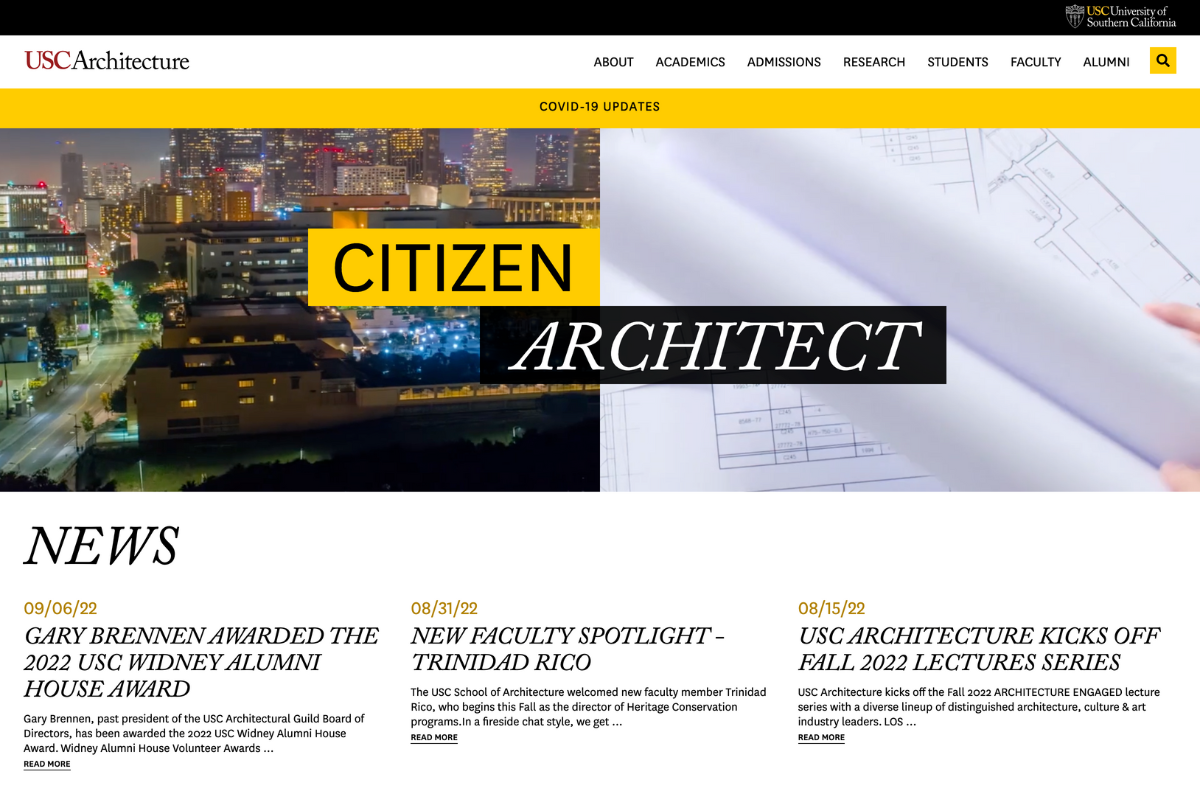 USC University of
Southern California
USC Architecture
ABOUT ACADEMICS ADMISSIONS RESEARCH STUDENTS FACULTY ALUMNI
COVID-19 UPDATES
CITIZEN
ARCHITECT
NEWS
09/06/22
GARY BRENNEN AWARDED THE
2022 USC WIDNEY ALUMNI
HOUSE AWARD
Gary Brennen, past president of the USC Architectural Guild Board of
Directors, has been awarded the 2022 USC Widney Alumni House
Award. Widney Alumni House Volunteer Awards ...
READ MORE
08/31/22
NEW FACULTY SPOTLIGHT –
TRINIDAD RICO
The USC School of Architecture welcomed new faculty member Trinidad
Rico, who begins this Fall as the director of Heritage Conservation
programs.In a fireside chat style, we get ...
READ MORE
08/15/22
USC ARCHITECTURE KICKS OFF
FALL 2022 LECTURES SERIES
USC Architecture kicks off the Fall 2022 ARCHITECTURE ENGAGED lecture
series with a diverse lineup of distinguished architecture, culture & art
industry leaders. LOS ...
READ MORE